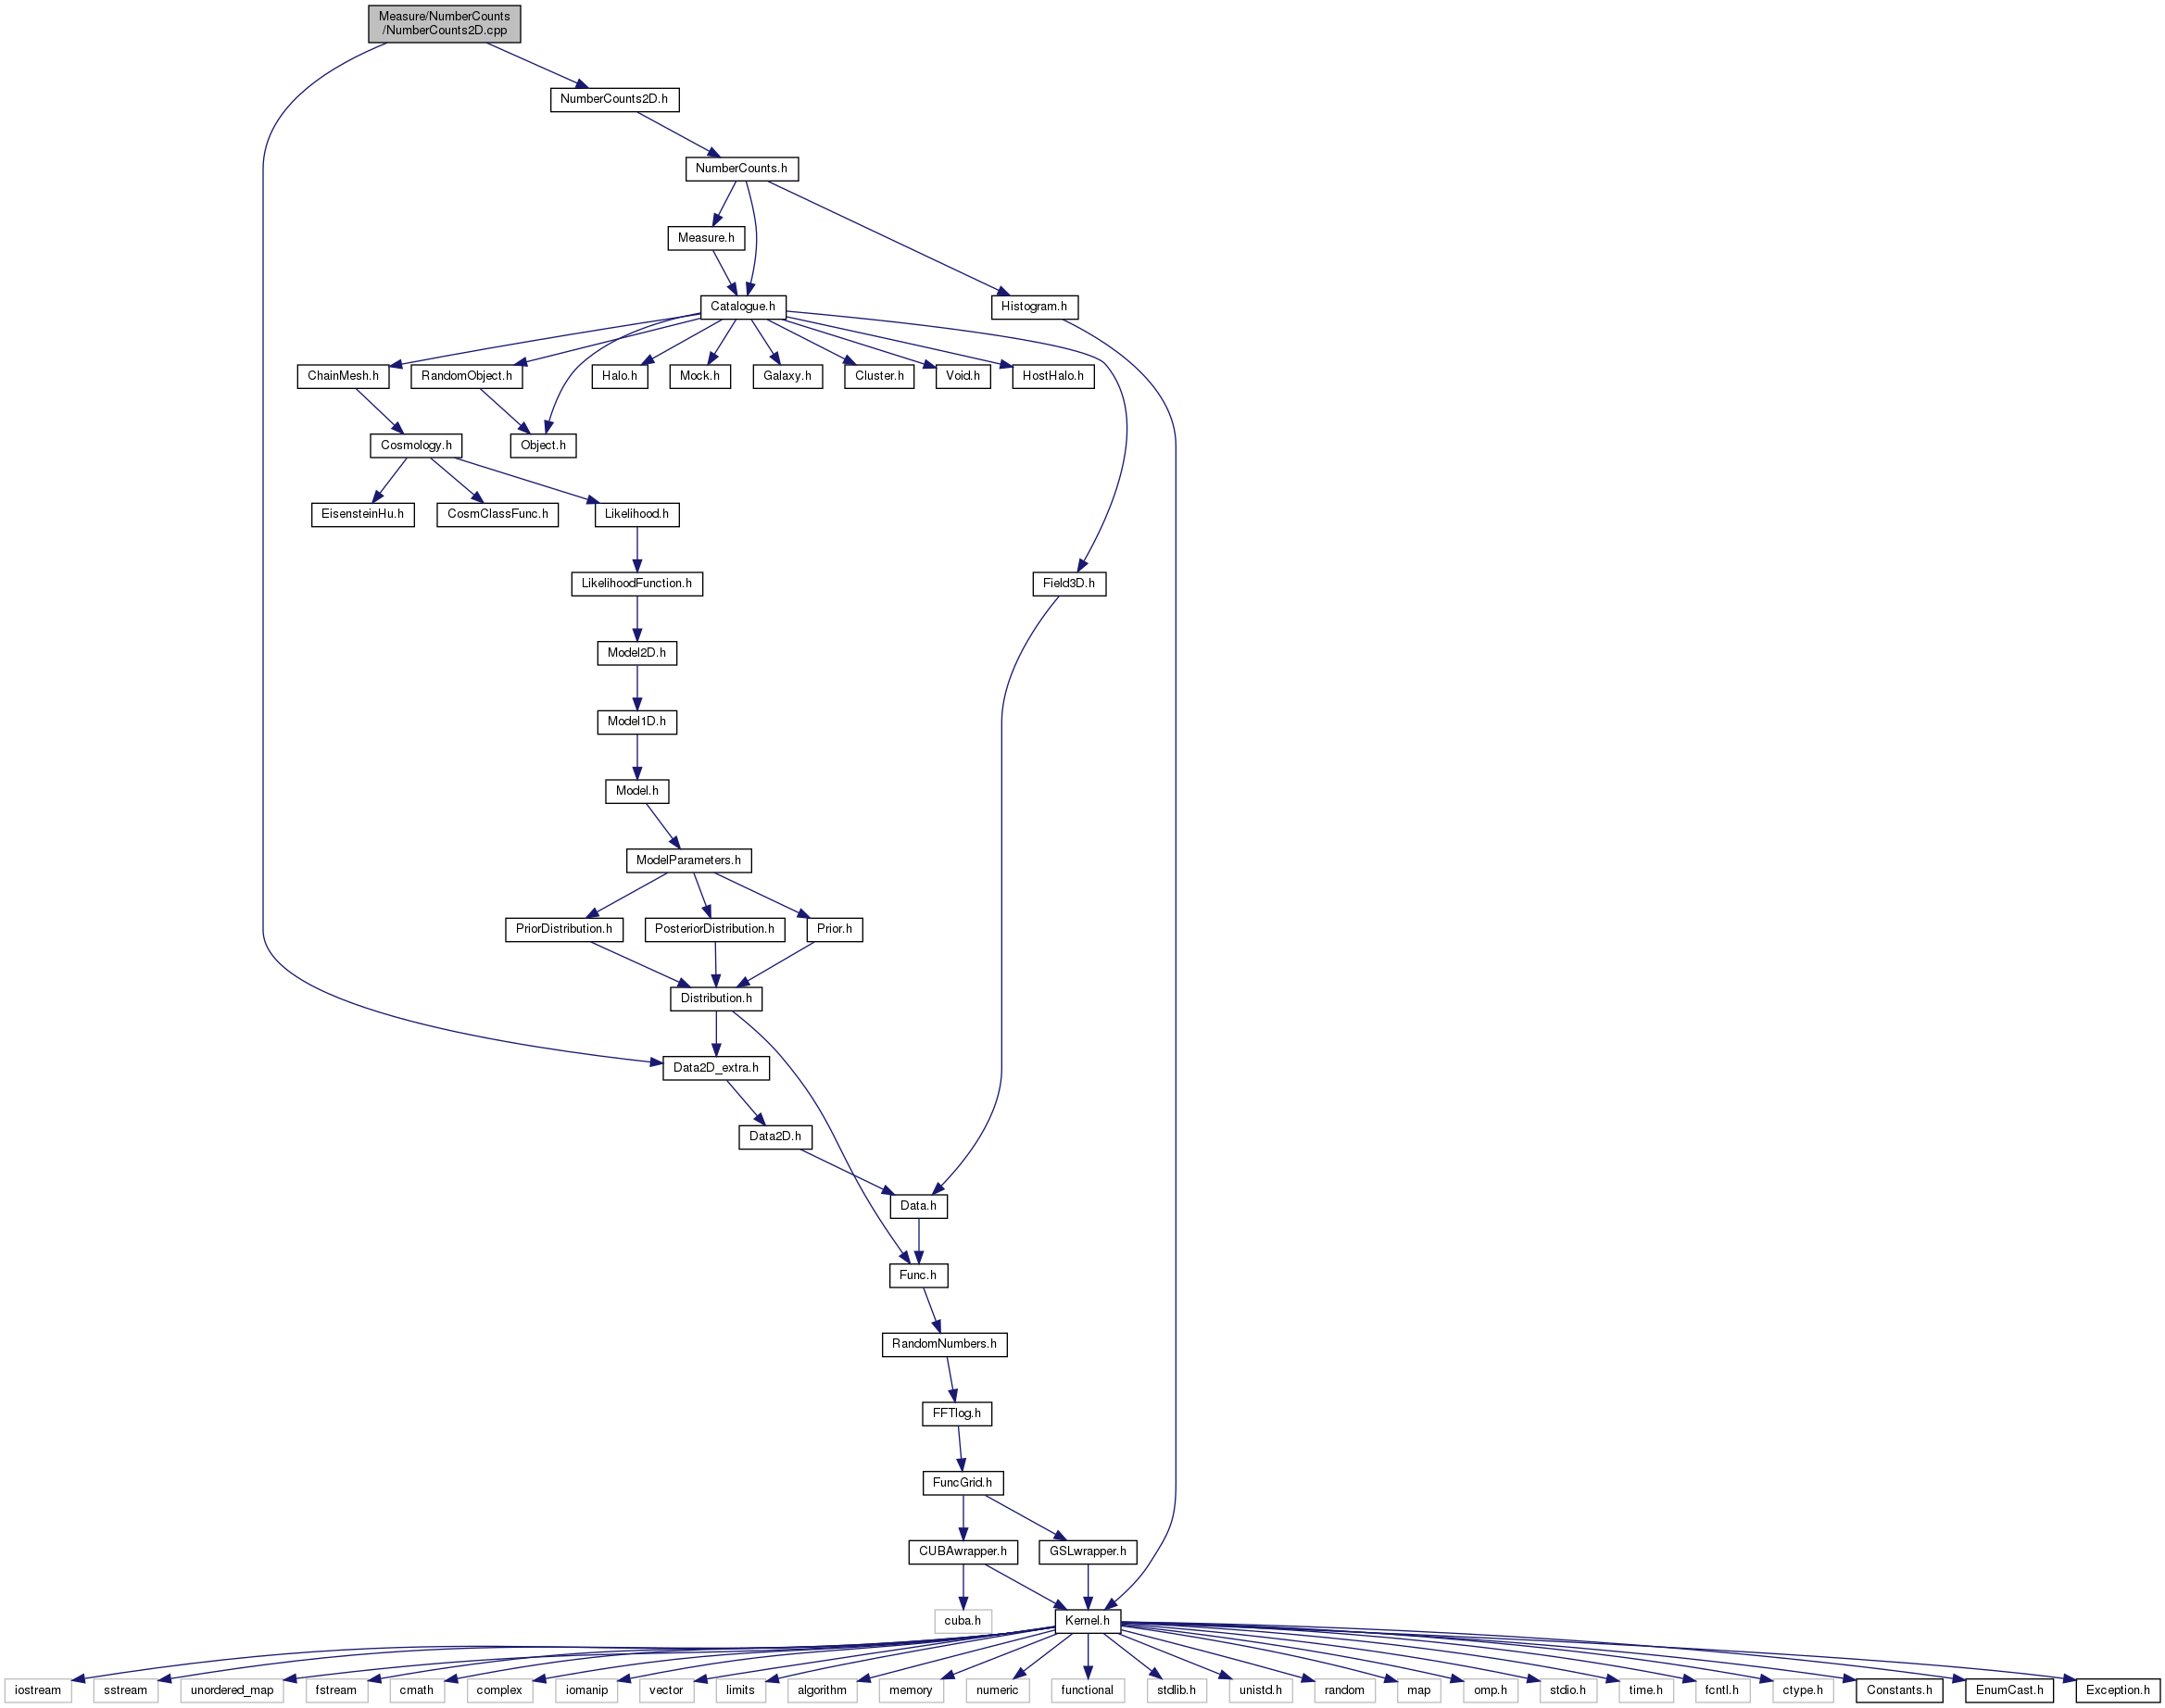 Measure/NumberCounts
/NumberCounts2D.cpp
NumberCounts2D.h
NumberCounts.h
Measure.h
Catalogue.h
Histogram.h
ChainMesh.h
RandomObject.h
Halo.h
Mock.h
Galaxy.h
Cluster.h
Void.h
HostHalo.h
Cosmology.h
Object.h
EisensteinHu.h
CosmClassFunc.h
Likelihood.h
LikelihoodFunction.h
Field3D.h
Model2D.h
Model1D.h
Model.h
ModelParameters.h
PriorDistribution.h
PosteriorDistribution.h
Prior.h
Distribution.h
Data2D_extra.h
Data2D.h
Data.h
Func.h
RandomNumbers.h
FFTlog.h
FuncGrid.h
CUBAwrapper.h
GSLwrapper.h
cuba.h
Kernel.h
iostream
sstream
unordered_map
fstream
cmath
complex
iomanip
vector
limits
algorithm
memory
numeric
functional
stdlib.h
unistd.h
random
map
omp.h
stdio.h
time.h
fcntl.h
ctype.h
Constants.h
EnumCast.h
Exception.h